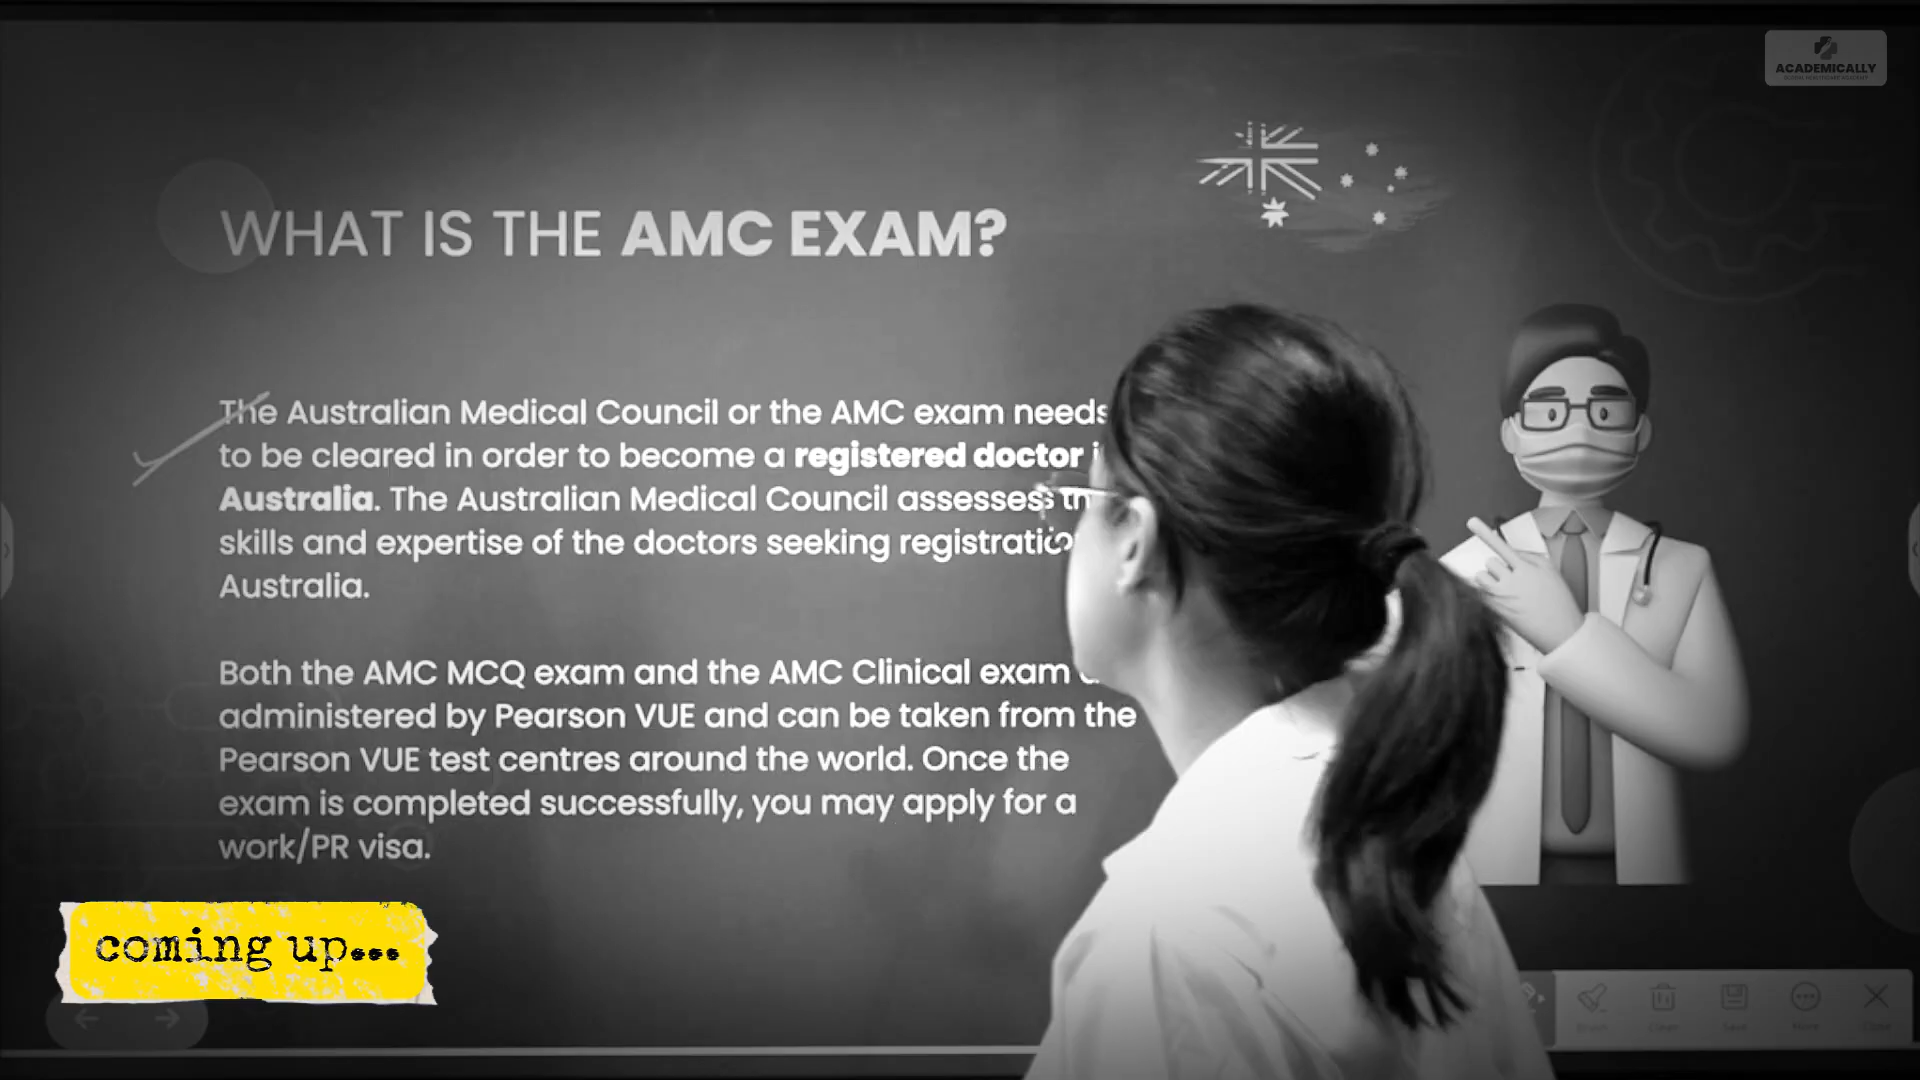 ACADEMICALLY
WHAT IS THE AMC EXAM?
The Australian Medical Council or the AMC exam needs
to be cleared in order to become a registered doctor
Australia. The Australian Medical Council assesses
skills and expertise of the doctors seeking
Australia.
Both the AMC MCQ exam and the AMC Clinical exam
administered by Pearson VUE and can be taken from the
Pearson VUE test centres around the world. Once the
exam is completed successfully, you may apply for a
work/PR visa.
coming up...
Clean
Save
More
Close